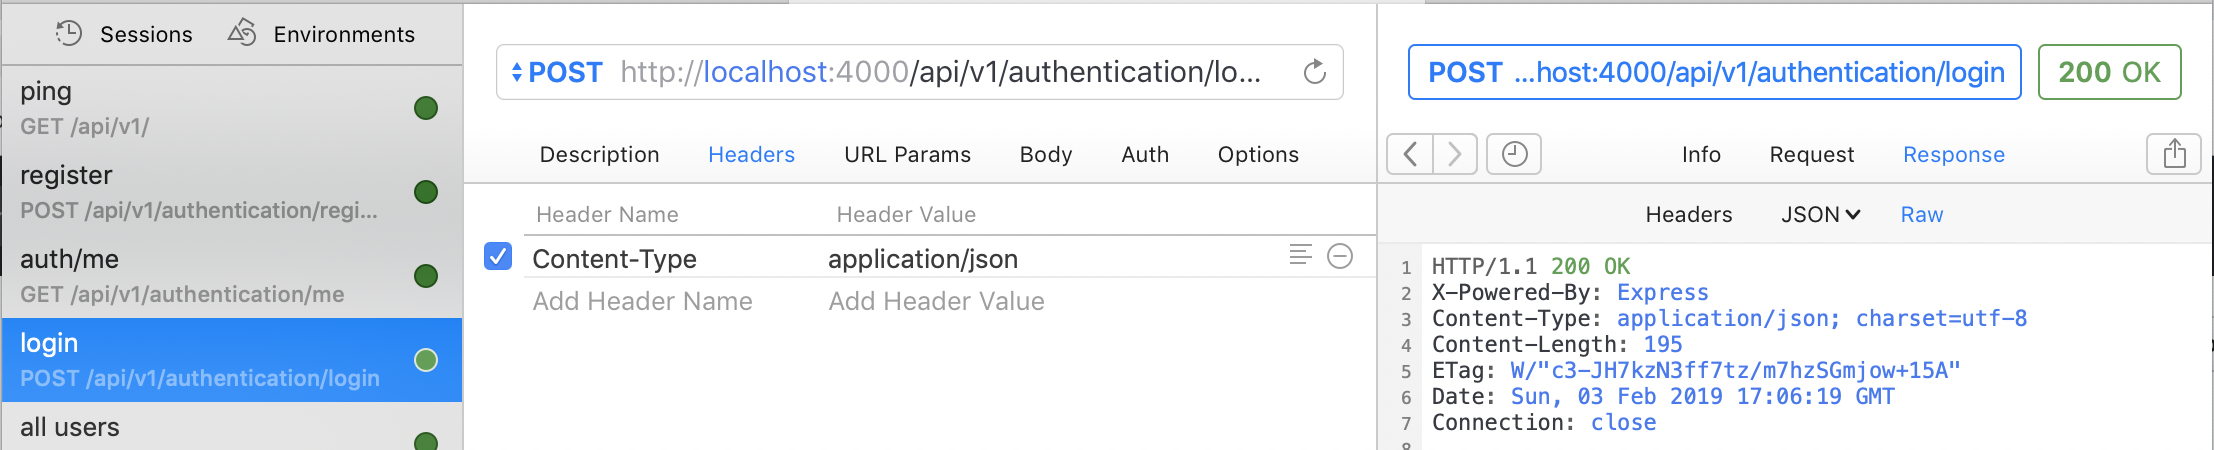 Sessions
Environments
ping
GET /api/v1/
register
POST /api/v1/authentication/regi...
auth/me
GET /api/v1/authentication/me
login
POST /api/v1/authentication/login
all users
POST http://localhost:4000/api/v1/authentication/lo...
Description Headers URL Params Body Auth Options
Header Name Header Value
Content-Type application/json
Add Header Name Add Header Value
POST ...host:4000/api/v1/authentication/login 200 OK
Info Request Response
Headers JSON Raw
1 HTTP/1.1 200 OK
2 X-Powered-By: Express
3 Content-Type: application/json; charset=utf-8
4 Content-Length: 195
5 ETag: W/"c3-JH7kzN3ff7tz/m7hzSGmjow+15A"
6 Date: Sun, 03 Feb 2019 17:06:19 GMT
7 Connection: close
8